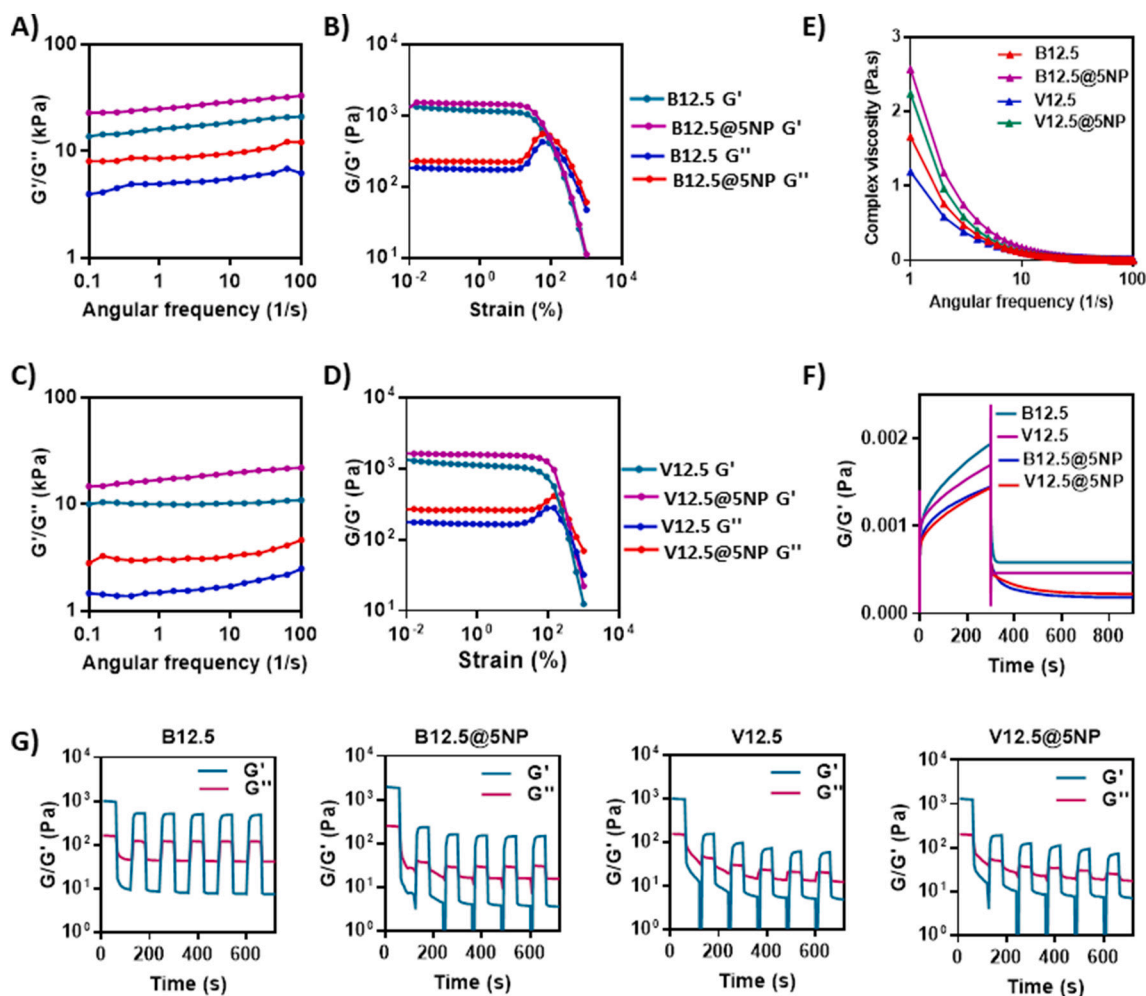 A)
G'/G'' (kPa)
100
10
1
0.1 1 10 100
Angular frequency (1/s)
B)
G/G' (Pa)
10⁴
10³
10²
10¹
10⁻² 10⁰ 10² 10⁴
Strain (%)
B12.5 G'
B12.5@5NP G'
B12.5 G''
B12.5@5NP G''
E)
Complex viscosity (Pa.s)
3
2
1
0
1 10 100
Angular frequency (1/s)
B12.5
B12.5@5NP
V12.5
V12.5@5NP
C)
G'/G'' (kPa)
100
10
1
0.1 1 10 100
Angular frequency (1/s)
D)
G/G' (Pa)
10⁴
10³
10²
10¹
10⁻² 10⁰ 10² 10⁴
Strain (%)
V12.5 G'
V12.5@5NP G'
V12.5 G''
V12.5@5NP G''
F)
G/G' (Pa)
0.002
0.001
0.000
0 200 400 600 800
Time (s)
B12.5
V12.5
B12.5@5NP
V12.5@5NP
G)
B12.5
G/G' (Pa)
10⁴
10³
10²
10¹
10⁰
0 200 400 600
Time (s)
G'
G''
B12.5@5NP
G/G' (Pa)
10⁴
10³
10²
10¹
10⁰
0 200 400 600
Time (s)
G'
G''
V12.5
G/G' (Pa)
10⁴
10³
10²
10¹
10⁰
0 200 400 600
Time (s)
G'
G''
V12.5@5NP
G/G' (Pa)
10⁴
10³
10²
10¹
10⁰
0 200 400 600
Time (s)
G'
G''